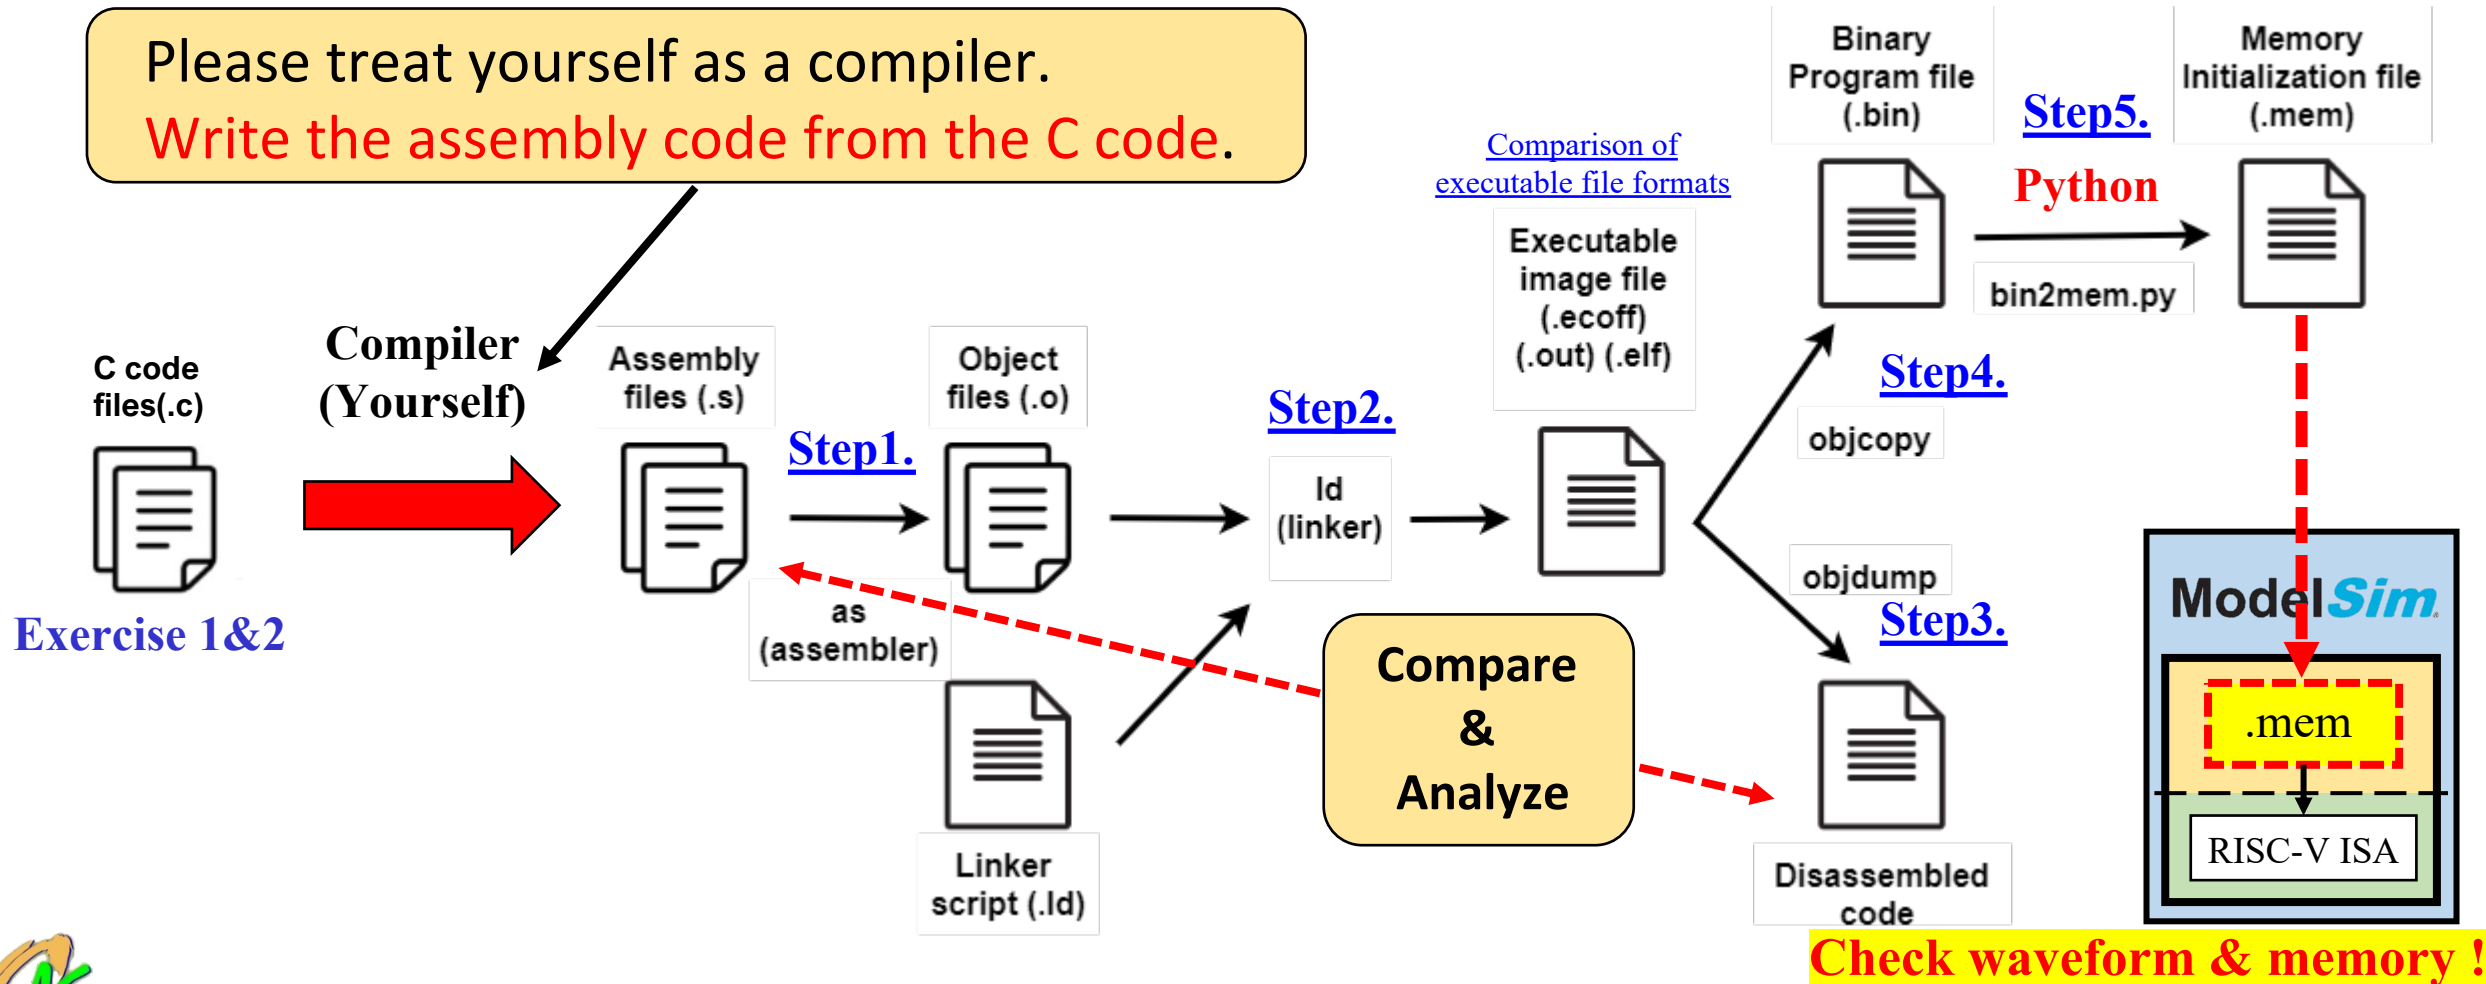 Please treat yourself as a compiler.
Write the assembly code from the C code.
C code
files(.c)
Exercise 1&2
Compiler
(Yourself)
Assembly
files (.s)
Step1.
as
(assembler)
Object
files (.o)
Linker
script (.ld)
Step2.
ld
(linker)
Comparison of
executable file formats
Executable
image file
(.ecoff)
(.out) (.elf)
Compare
&
Analyze
Step4.
objcopy
objdump
Step3.
Disassembled
code
Binary
Program file
(.bin)
Step5.
Python
bin2mem.py
Memory
Initialization file
(.mem)
ModelSim
.mem
RISC-V ISA
Check waveform & memory !